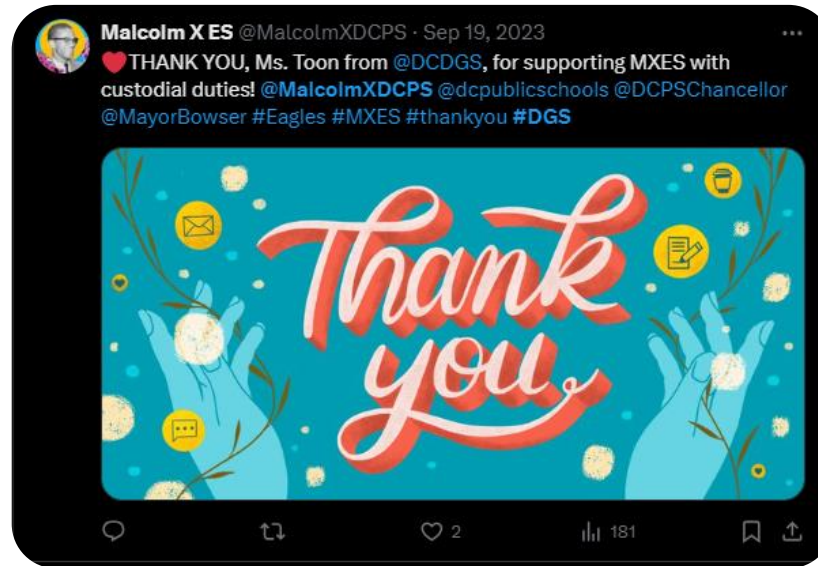 Malcolm X ES @MalcolmXDCPS · Sep 19, 2023
❤️THANK YOU, Ms. Toon from @DCDGS, for supporting MXES with
custodial duties! @MalcolmXDCPS @dcpublicschools @DCPSChancellor
@MayorBowser #Eagles #MXES #thankyou #DGS
Thank
you
2 181